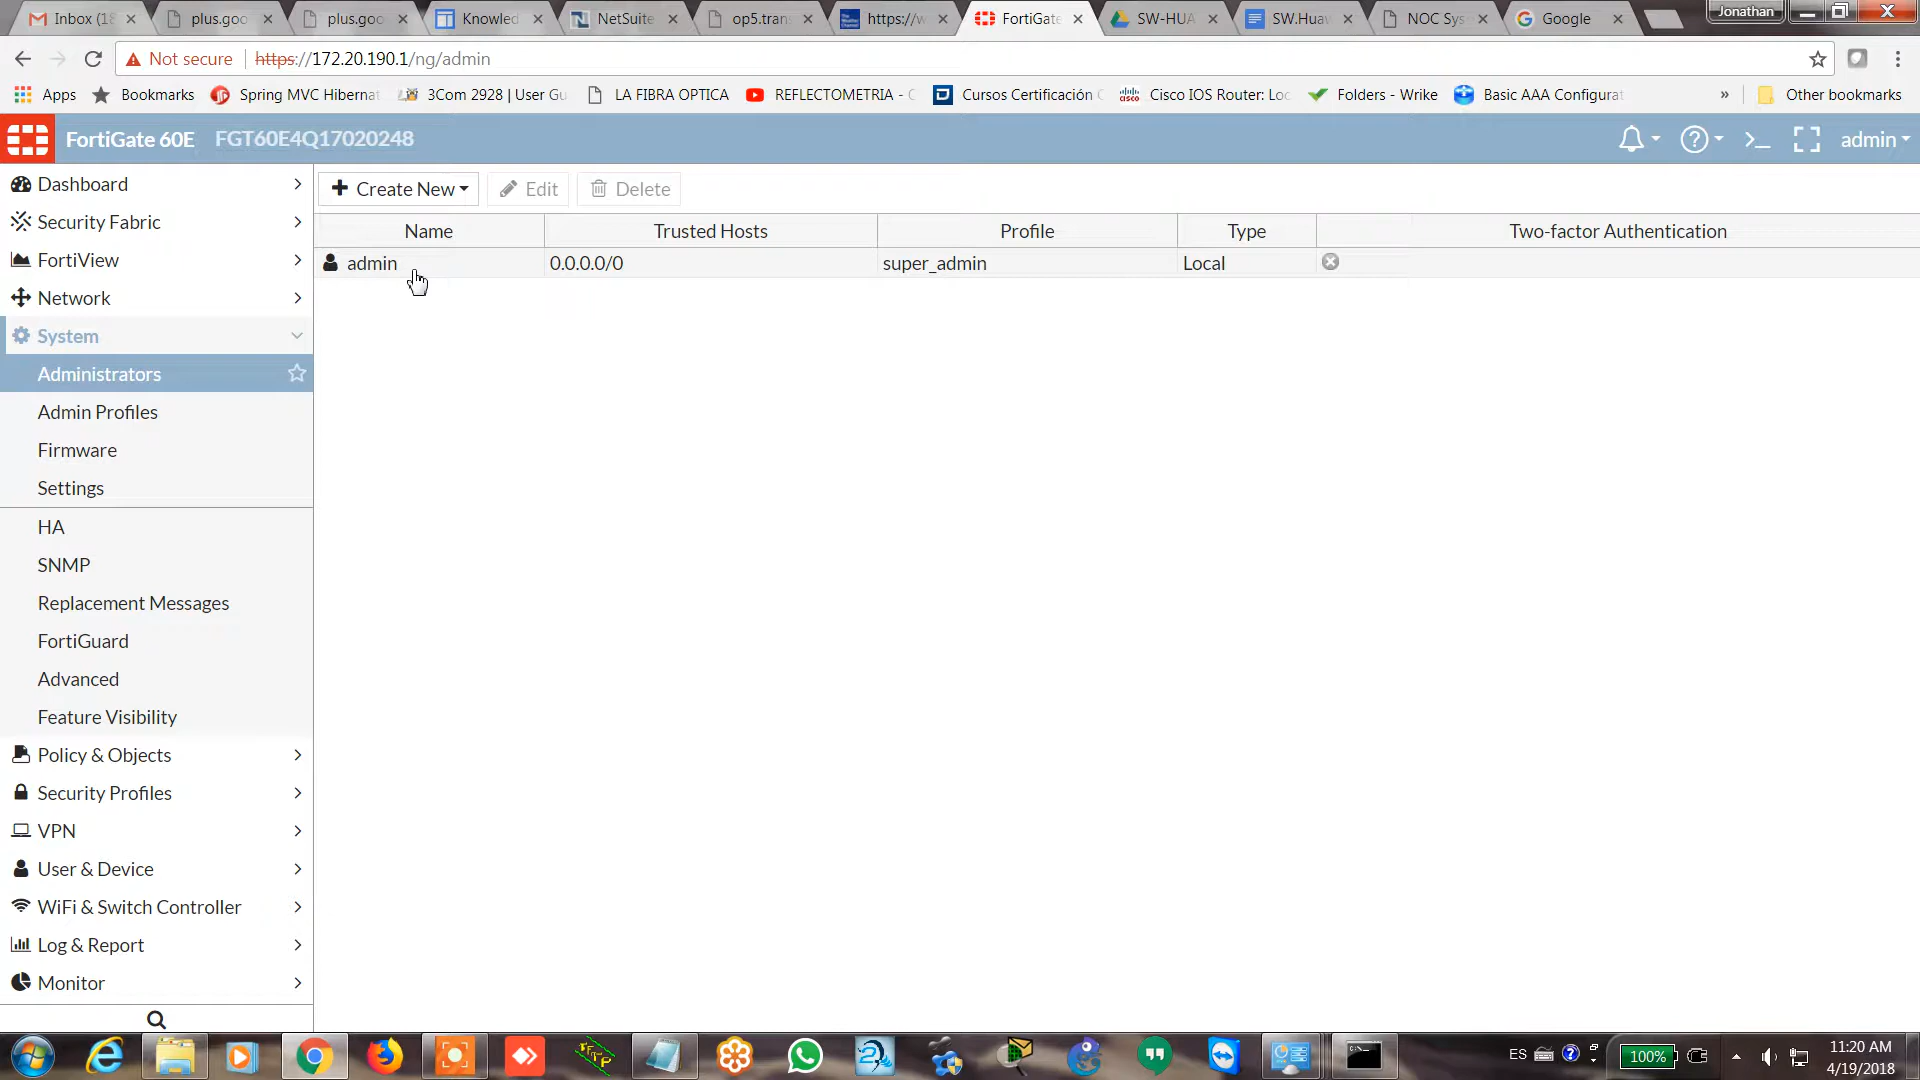 Inbox (18
plus.goo
plus.goo
Knowled
NetSuite
op5.tran
https://w
FortiGate
SW-HUA
SW.Huaw
NOC Sys
Google
Jonathan
Not secure
https://172.20.190.1/ng/admin
Apps
Bookmarks
Spring MVC Hibernat
3Com 2928 | User Gu
LA FIBRA OPTICA
REFLECTOMETRIA - C
Cursos Certificación C
Cisco IOS Router: Loc
Folders - Wrike
Basic AAA Configurat
»
Other bookmarks
FortiGate 60E
FGT60E4Q17020248
admin
Dashboard
Security Fabric
FortiView
Network
System
Administrators
Admin Profiles
Firmware
Settings
HA
SNMP
Replacement Messages
FortiGuard
Advanced
Feature Visibility
Policy & Objects
Security Profiles
VPN
User & Device
WiFi & Switch Controller
Log & Report
Monitor
Create New
Edit
Delete
Name
Trusted Hosts
Profile
Type
Two-factor Authentication
admin
0.0.0.0/0
super_admin
Local
ES
100%
11:20 AM
4/19/2018